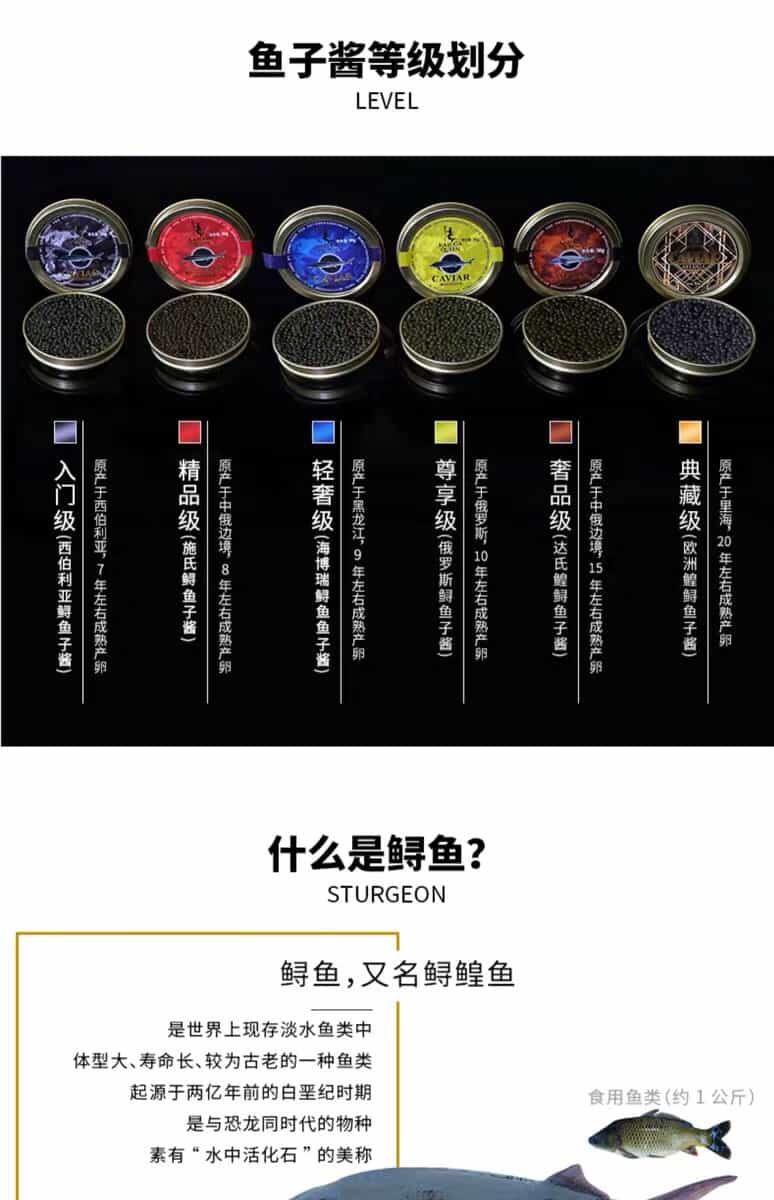 鱼子酱等级划分
LEVEL
CAVIAR
CAVIAR
CAVIAR
CAVIAR
CAVIAR
CAVIAR
入门级(西伯利亚鲟鱼子酱)
原产于西伯利亚,7 年左右成熟产卵
精品级(施氏鲟鱼子酱)
原产于中俄边境,8 年左右成熟产卵
轻奢级(海博瑞鲟鱼鱼子酱)
原产于黑龙江,9 年左右成熟产卵
尊享级(俄罗斯鲟鱼子酱)
原产于俄罗斯,10 年左右成熟产卵
奢品级(达氏鳇鲟鱼子酱)
原产于中俄边境,15 年左右成熟产卵
典藏级(欧洲鳇鲟鱼子酱)
原产于里海,20 年左右成熟产卵
什么是鲟鱼?
STURGEON
鲟鱼,又名鲟鳇鱼
是世界上现存淡水鱼类中
体型大、寿命长、较为古老的一种鱼类
起源于两亿年前的白垩纪时期
是与恐龙同时代的物种
素有“水中活化石”的美称
食用鱼类(约 1 公斤)